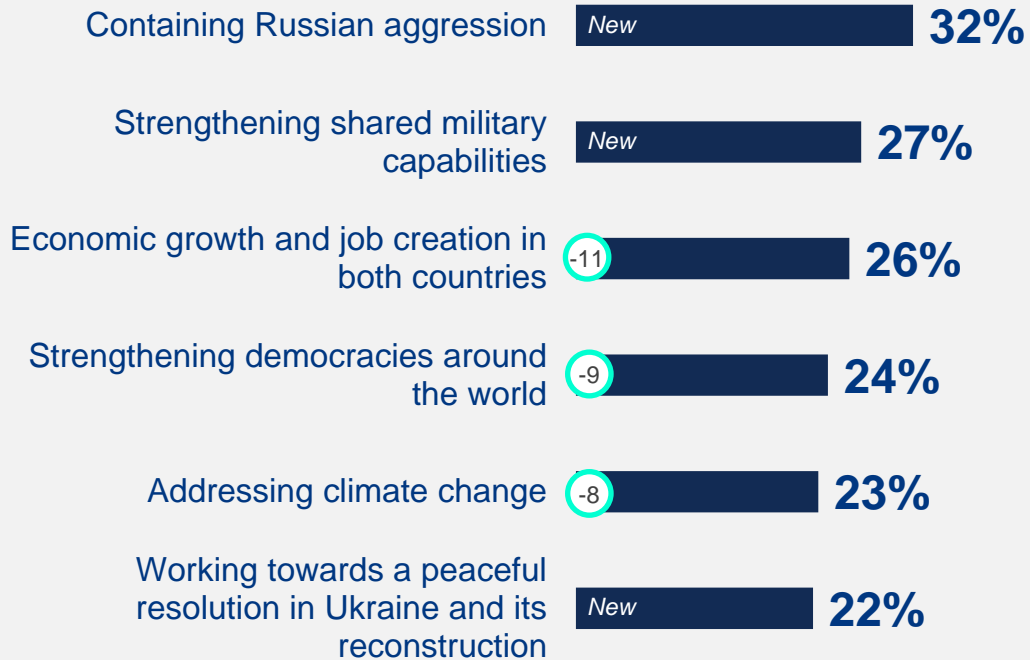 Containing Russian aggression New 32%
Strengthening shared military
capabilities New 27%
Economic growth and job creation in
both countries -11 26%
Strengthening democracies around
the world -9 24%
Addressing climate change -8 23%
Working towards a peaceful
resolution in Ukraine and its
reconstruction New 22%